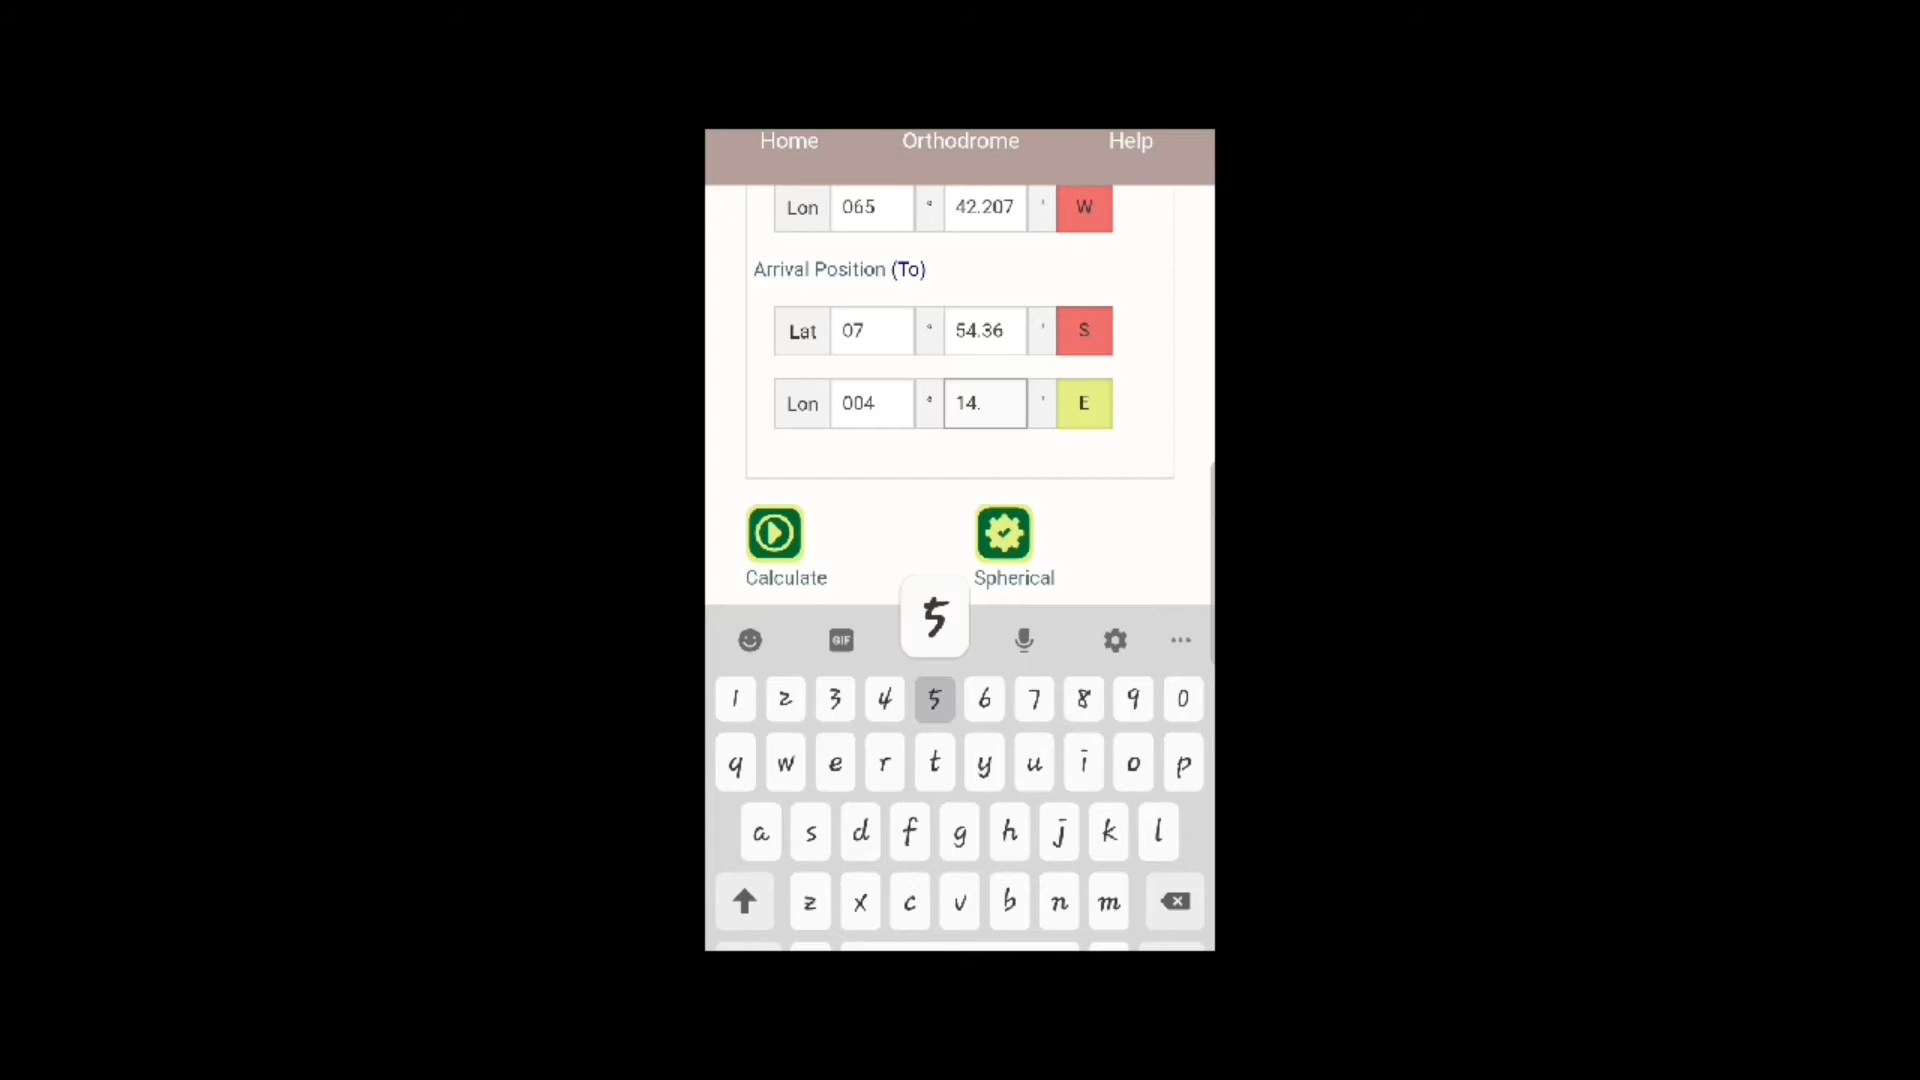 Home Orthodrome Help
Lon 065 ° 42.207 ' W
Arrival Position (To)
Lat 07 ° 54.36 ' S
Lon 004 ° 14. ' E
Calculate Spherical
5
GIF
1 2 3 4 5 6 7 8 9 0
q w e r t y u i o p
a s d f g h j k l
z x c v b n m